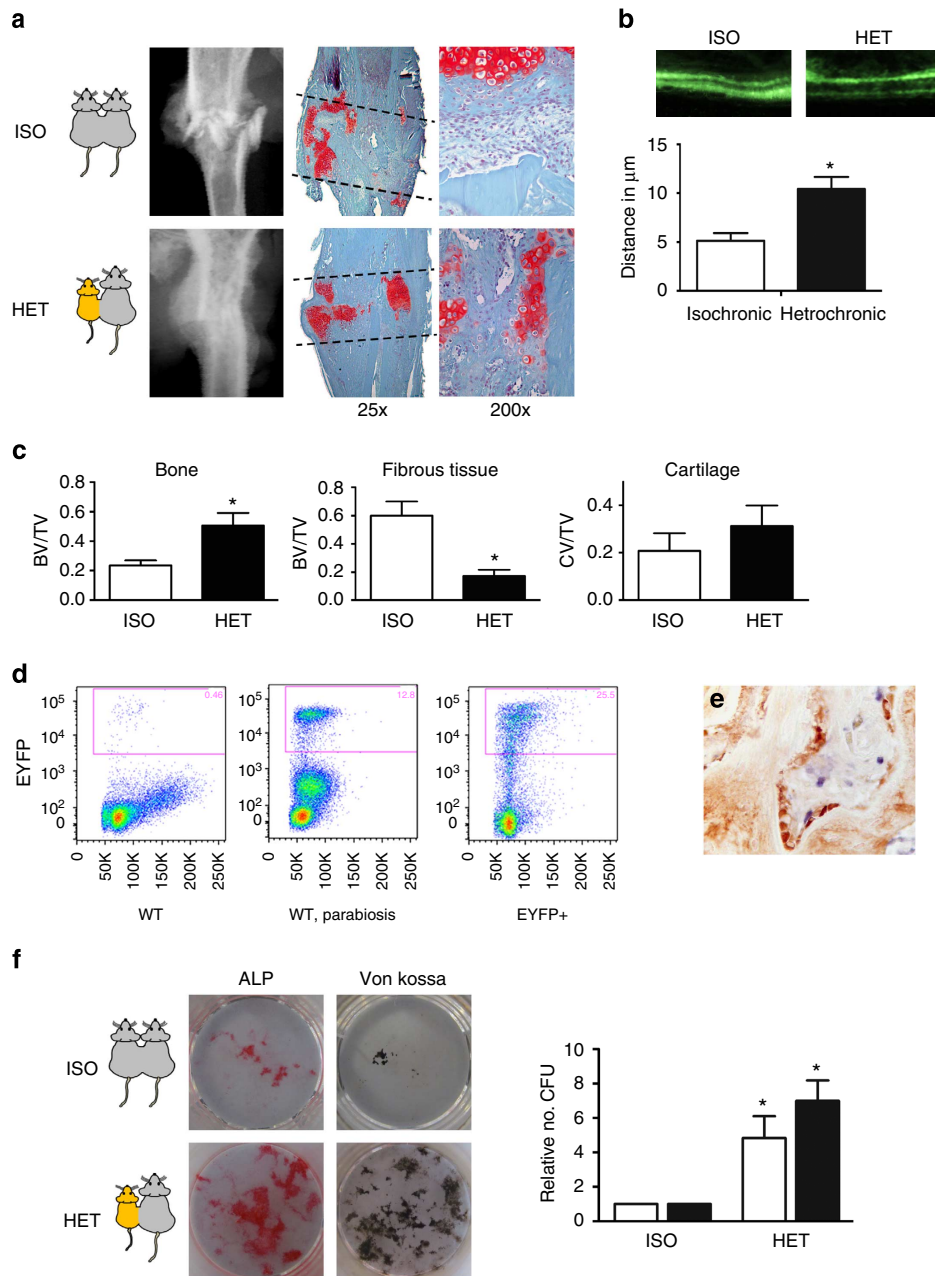 a
ISO
HET
25x
200x
b
ISO HET
15
10
5
0
Distance in µm
*
Isochronic Hetrochronic
c
Bone
0.8
0.6
0.4
0.2
0.0
BV/TV
*
ISO HET
Fibrous tissue
0.8
0.6
0.4
0.2
0.0
BV/TV
*
ISO HET
Cartilage
0.4
0.2
0.0
CV/TV
ISO HET
d
EYFP
10⁵
10⁴
10³
10²
0
0.46
0 50K 100K 150K 200K 250K
WT
10⁵
10⁴
10³
10²
0
12.8
0 50K 100K 150K 200K 250K
WT, parabiosis
10⁵
10⁴
10³
10²
0
25.5
0 50K 100K 150K 200K 250K
EYFP+
e
f
ALP Von kossa
ISO
HET
10
8
6
4
2
0
Relative no. CFU
* *
ISO HET